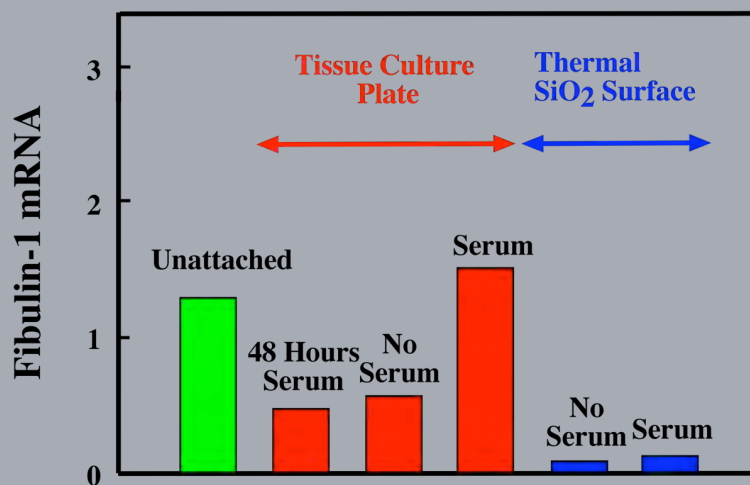 Fibulin-1 mRNA
3
2
1
0
Tissue Culture
Plate
Thermal
SiO2 Surface
Unattached
48 Hours
Serum
No
Serum
Serum
No
Serum
Serum